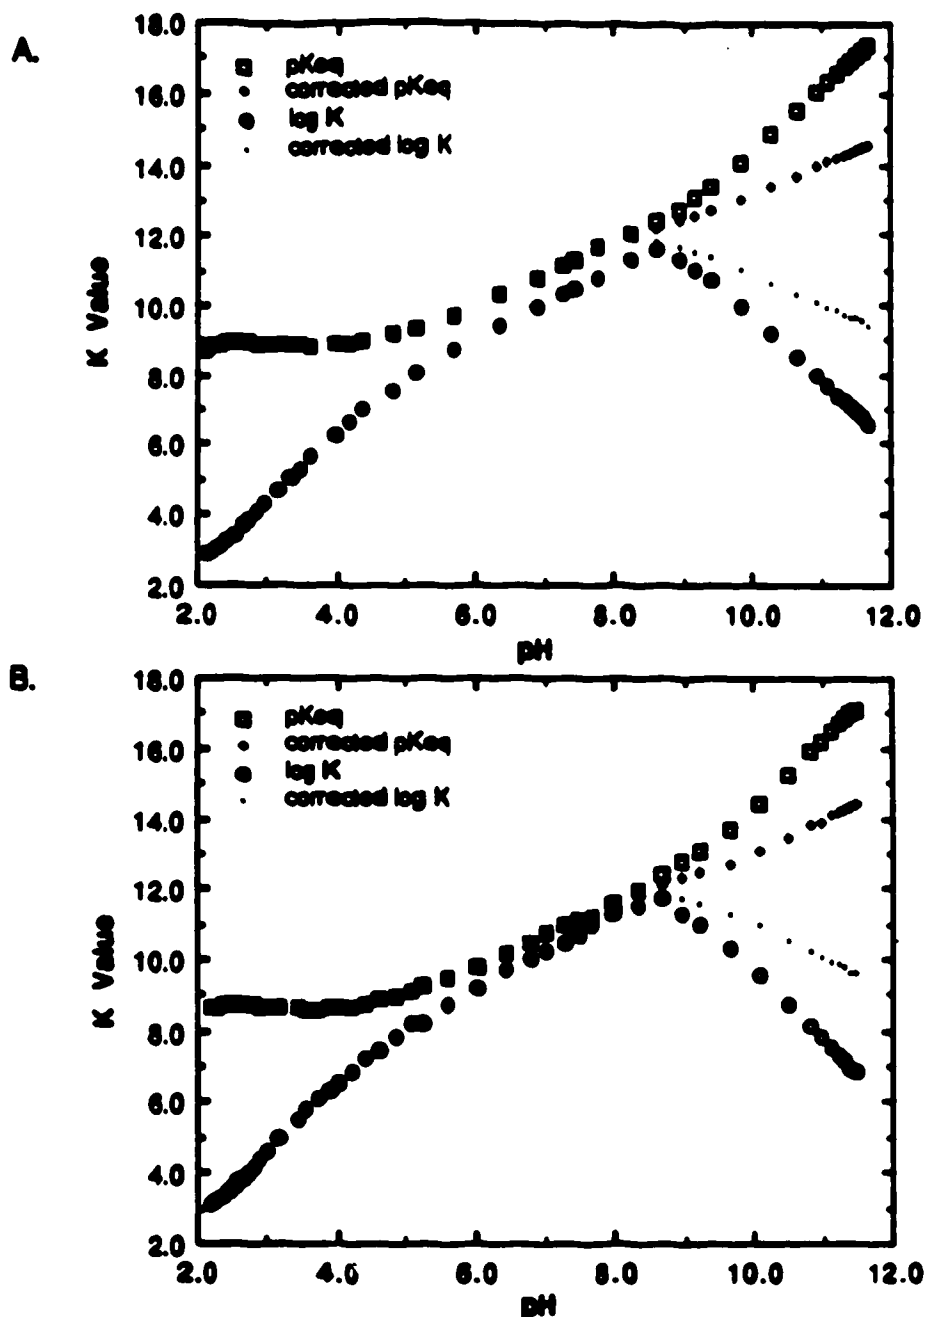 A.
18.0
pKeq
corrected pKeq
16.0
log K
corrected log K
14.0
12.0
K Value
10.0
8.0
6.0
4.0
2.0
2.0 4.0 6.0 8.0 10.0 12.0
pH
B.
18.0
pKeq
corrected pKeq
16.0
log K
corrected log K
14.0
12.0
K Value
10.0
8.0
6.0
4.0
2.0
2.0 4.0 6.0 8.0 10.0 12.0
pH